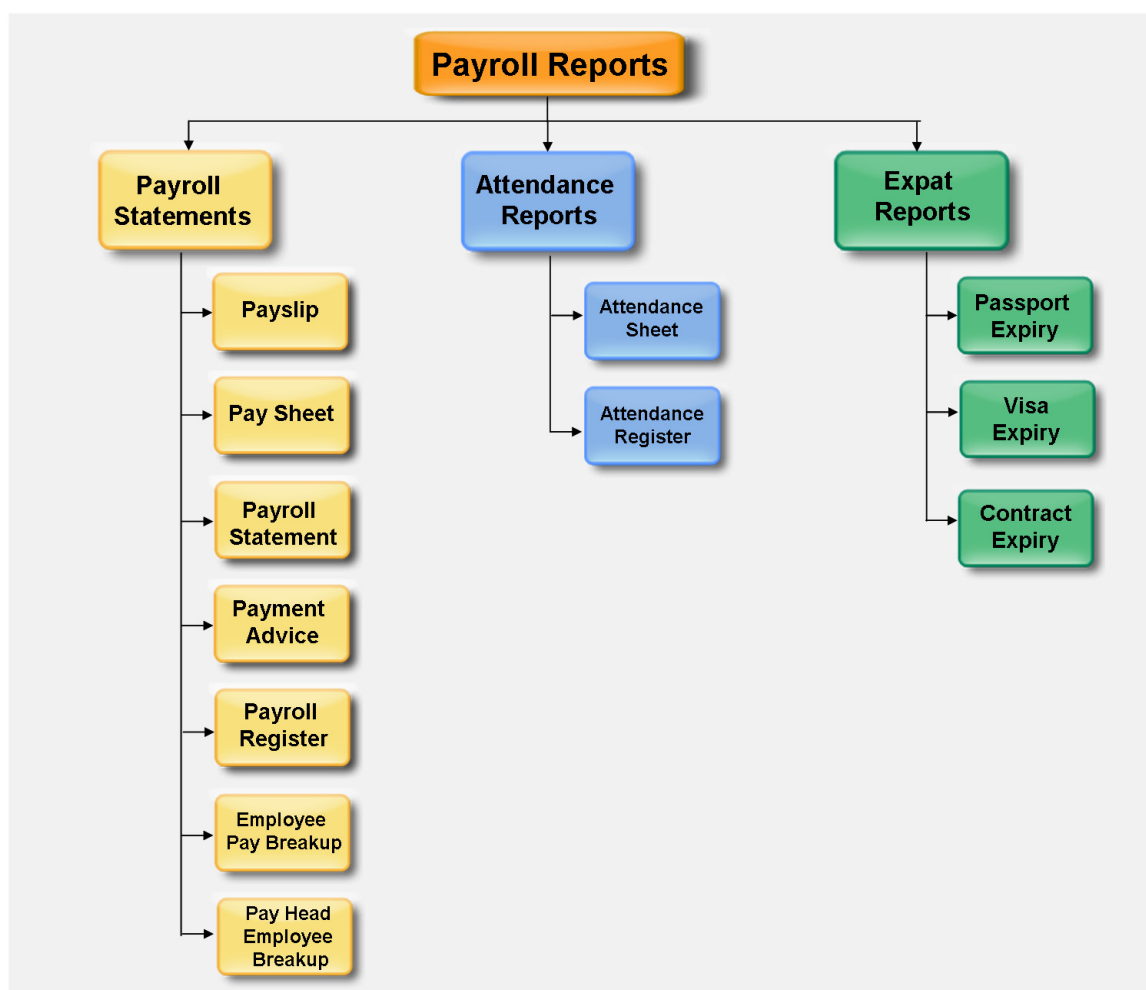 Payroll Reports
Payroll
Statements
Attendance
Reports
Expat
Reports
Payslip
Pay Sheet
Payroll
Statement
Payment
Advice
Payroll
Register
Employee
Pay Breakup
Pay Head
Employee
Breakup
Attendance
Sheet
Attendance
Register
Passport
Expiry
Visa
Expiry
Contract
Expiry